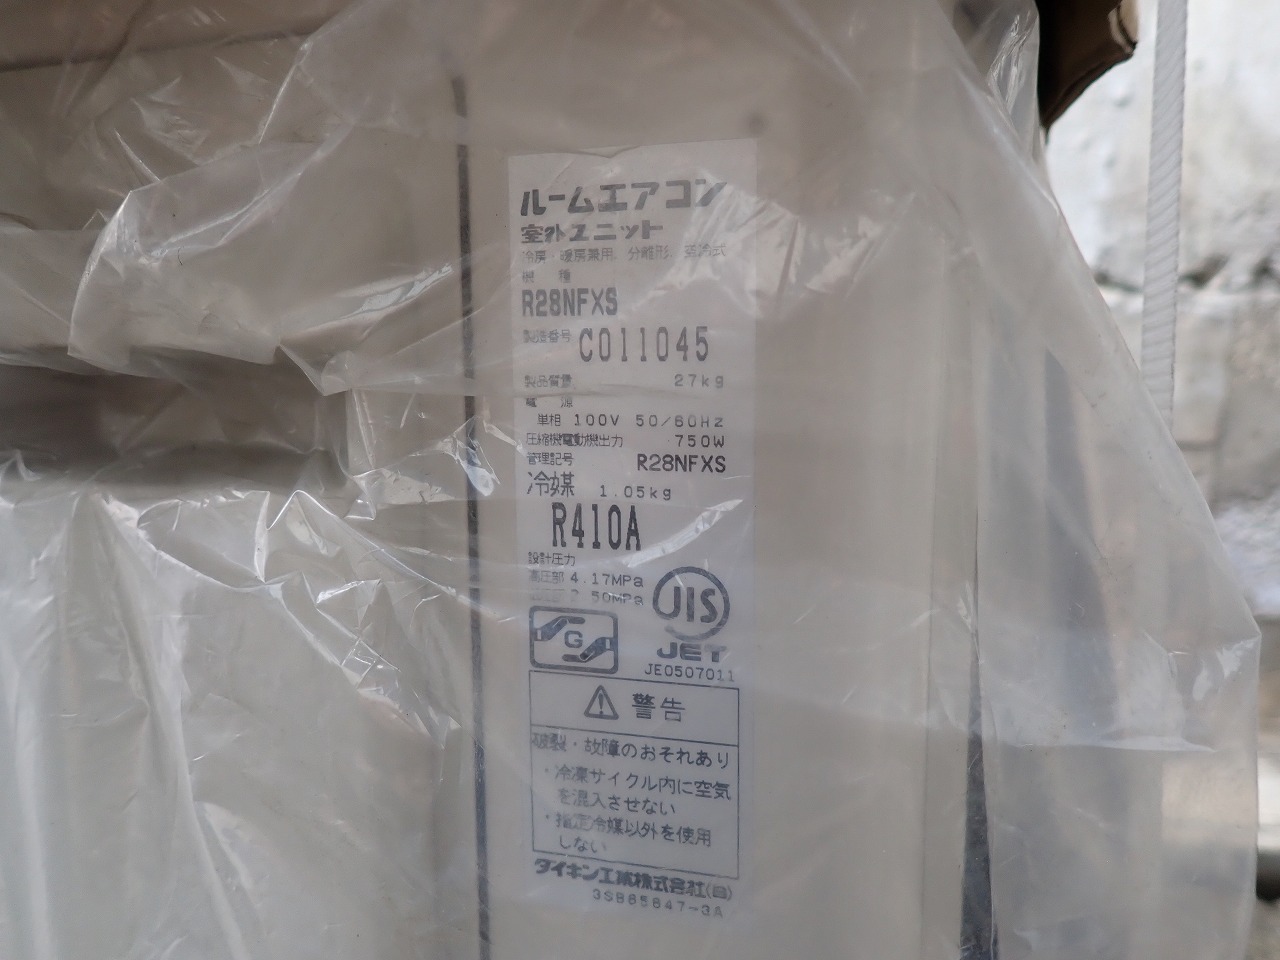 ルームエアコン
室外ユニット
冷房・暖房兼用, 分離形, 空冷式
機 種
R28NFXS
製造番号 C011045
製品質量 27kg
電 源
単相 100V 50/60Hz
圧縮機電動機出力 750W
管理記号 R28NFXS
冷媒 1.05kg
R410A
設計圧力
高圧部 4.17MPa
.50MPa
JIS
G
JET
JE0507011
警告
破裂・故障のおそれあり
・冷凍サイクル内に空気
を混入させない
・指定冷媒以外を使用
しない
ダイキン工業株式会社
3SB65847-3A